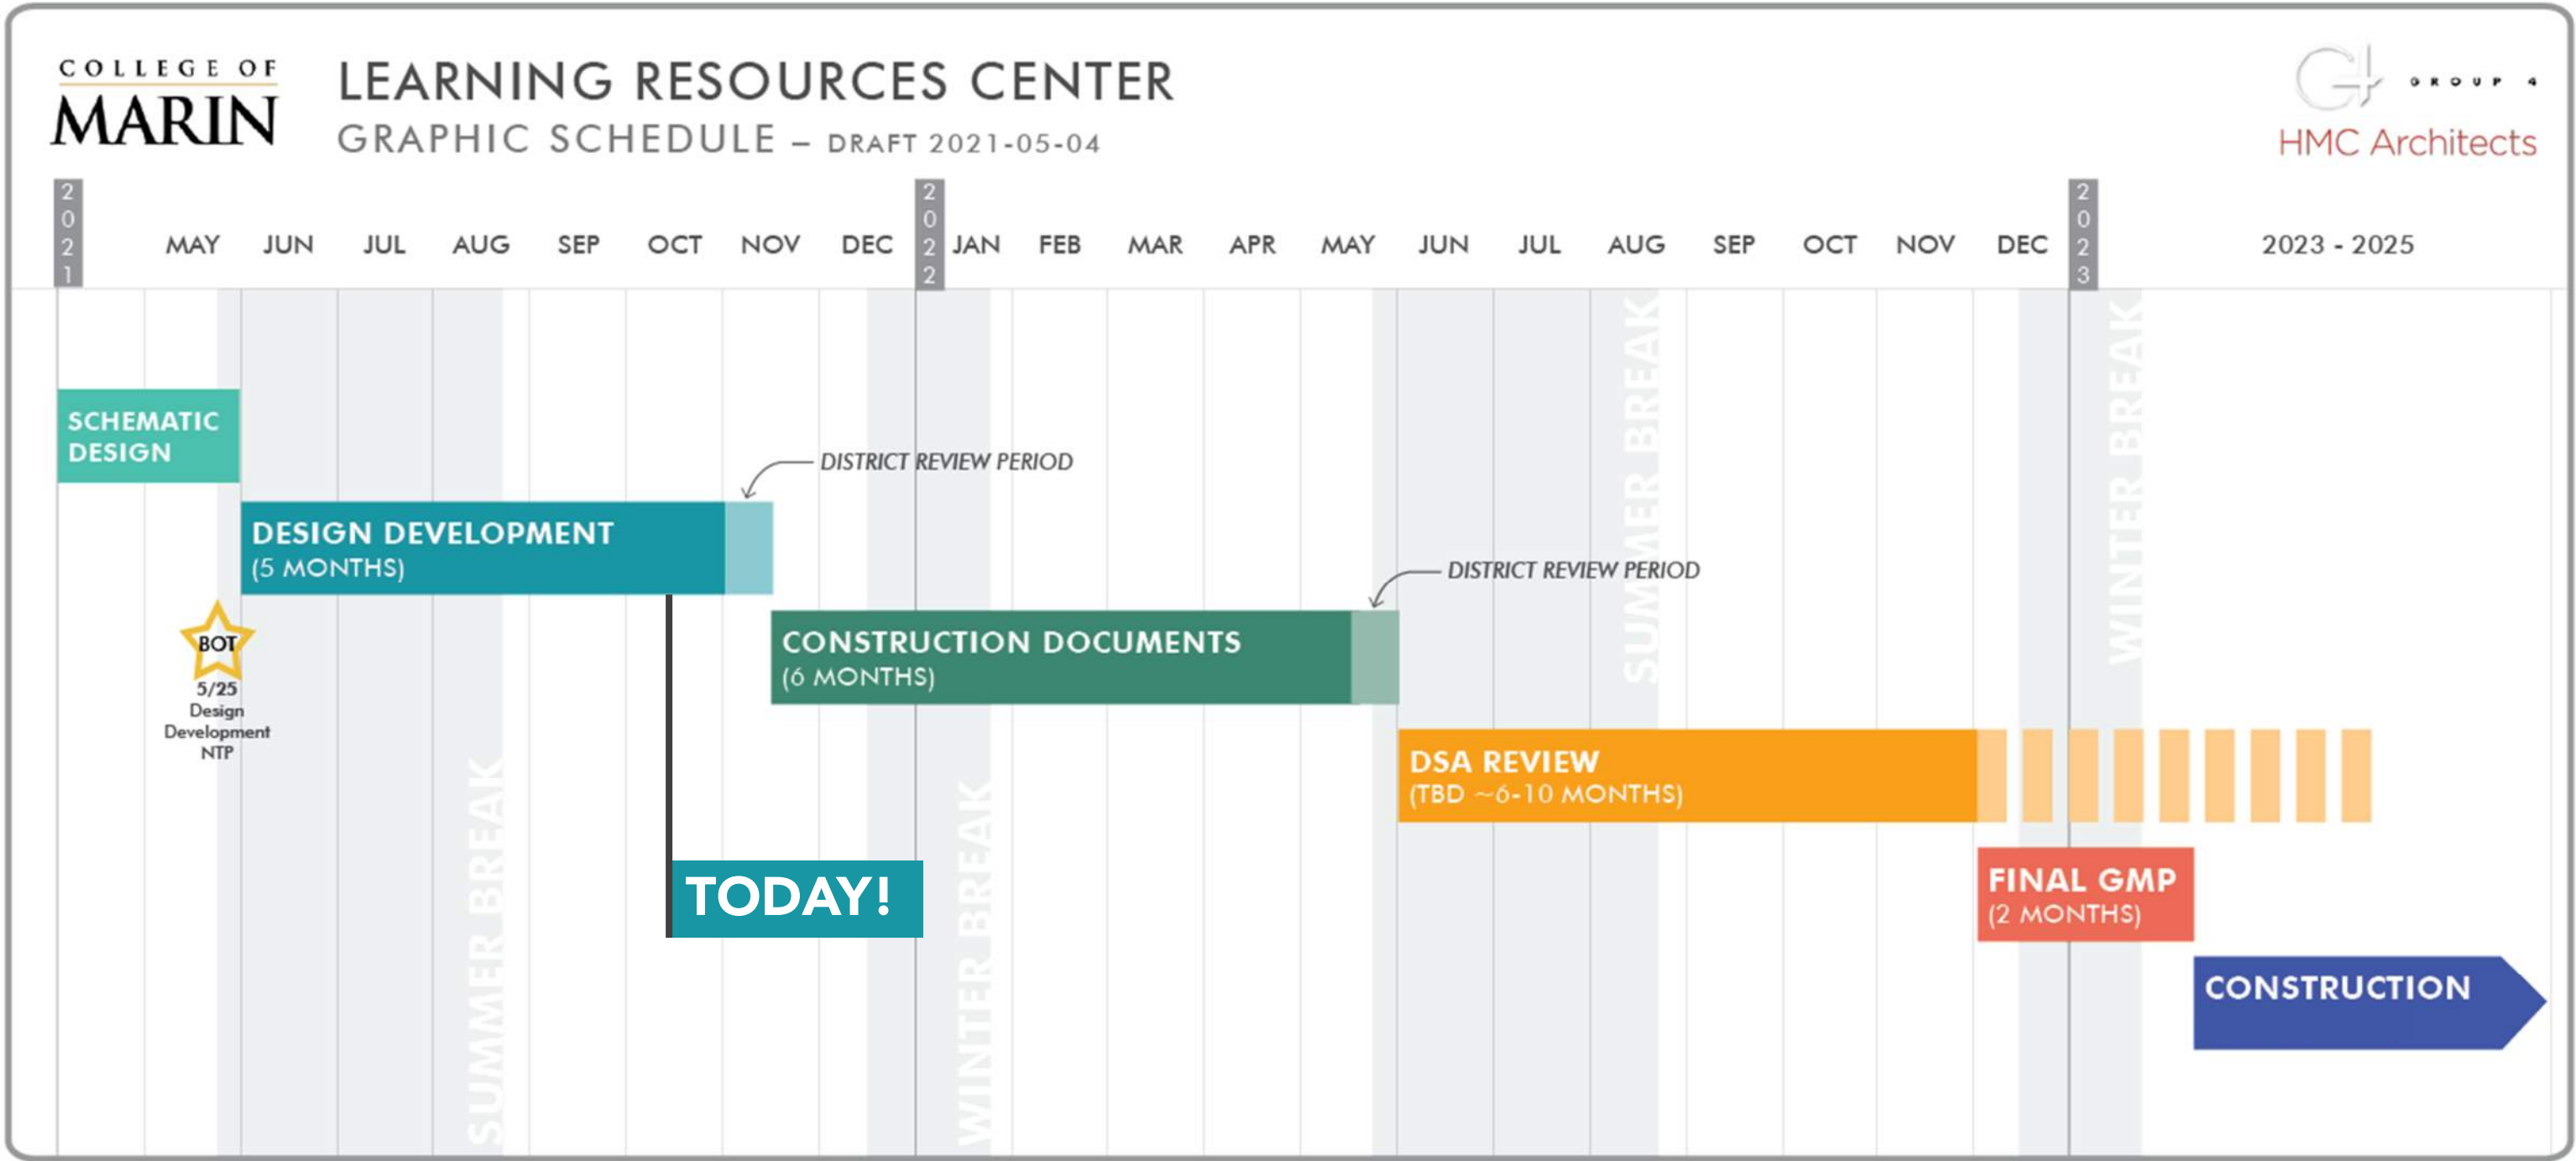 COLLEGE OF
MARIN
LEARNING RESOURCES CENTER
GRAPHIC SCHEDULE – DRAFT 2021-05-04
GROUP 4
HMC Architects
2021 MAY JUN JUL AUG SEP OCT NOV DEC 2022 JAN FEB MAR APR MAY JUN JUL AUG SEP OCT NOV DEC 2023 2023 - 2025
SCHEMATIC
DESIGN
DISTRICT REVIEW PERIOD
DESIGN DEVELOPMENT
(5 MONTHS)
DISTRICT REVIEW PERIOD
BOT
5/25
Design
Development
NTP
CONSTRUCTION DOCUMENTS
(6 MONTHS)
SUMMER BREAK
WINTER BREAK
DSA REVIEW
(TBD ~6-10 MONTHS)
TODAY!
SUMMER BREAK
WINTER BREAK
FINAL GMP
(2 MONTHS)
CONSTRUCTION